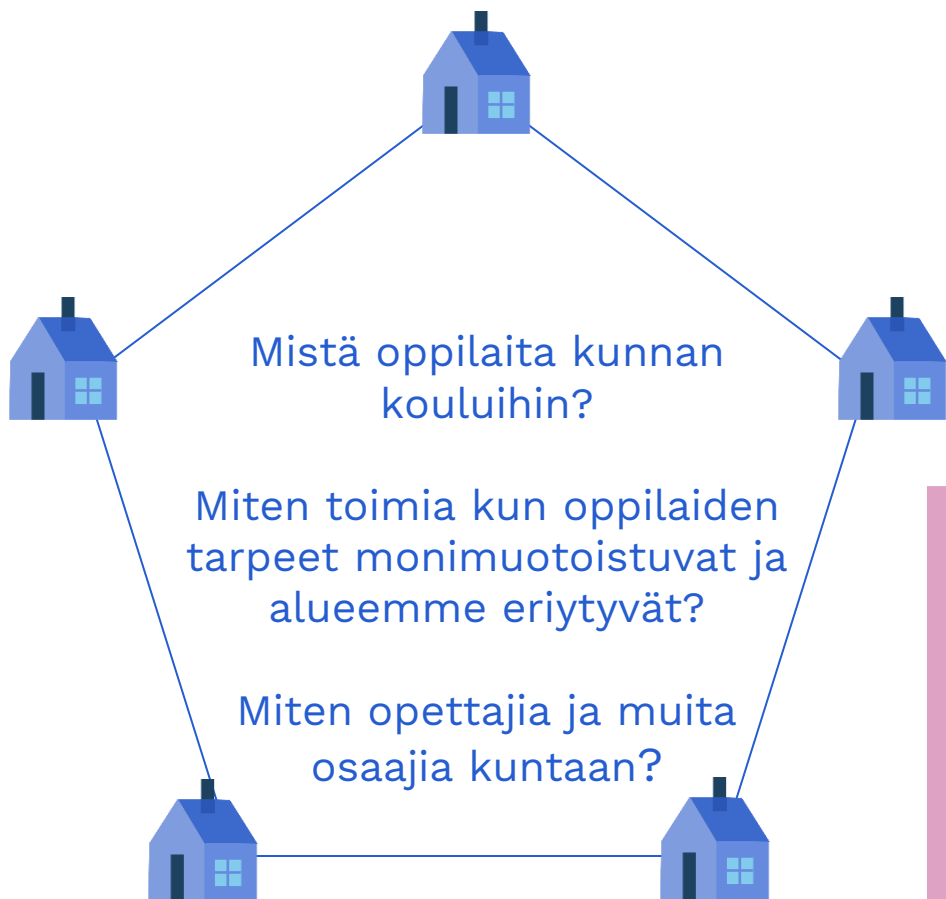 Mistä oppilaita kunnan
kouluihin?
Miten toimia kun oppilaiden
tarpeet monimuotoistuvat ja
alueemme eriytyvät?
Miten opettajia ja muita
osaajia kuntaan?